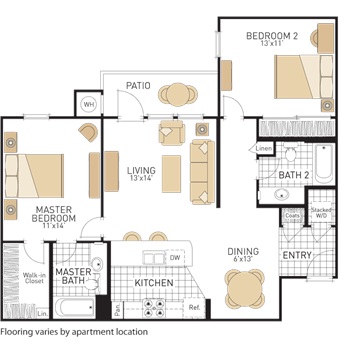 BEDROOM 2
13'x11'
PATIO
WH
Linen
LIVING
13'x14'
BATH 2
MASTER
BEDROOM
11'x14'
Coats
Stacked
W/D
DINING
6'x13'
ENTRY
Walk-in
Closet
MASTER
BATH
DW
KITCHEN
Lin.
Pan.
Ref.
Flooring varies by apartment location